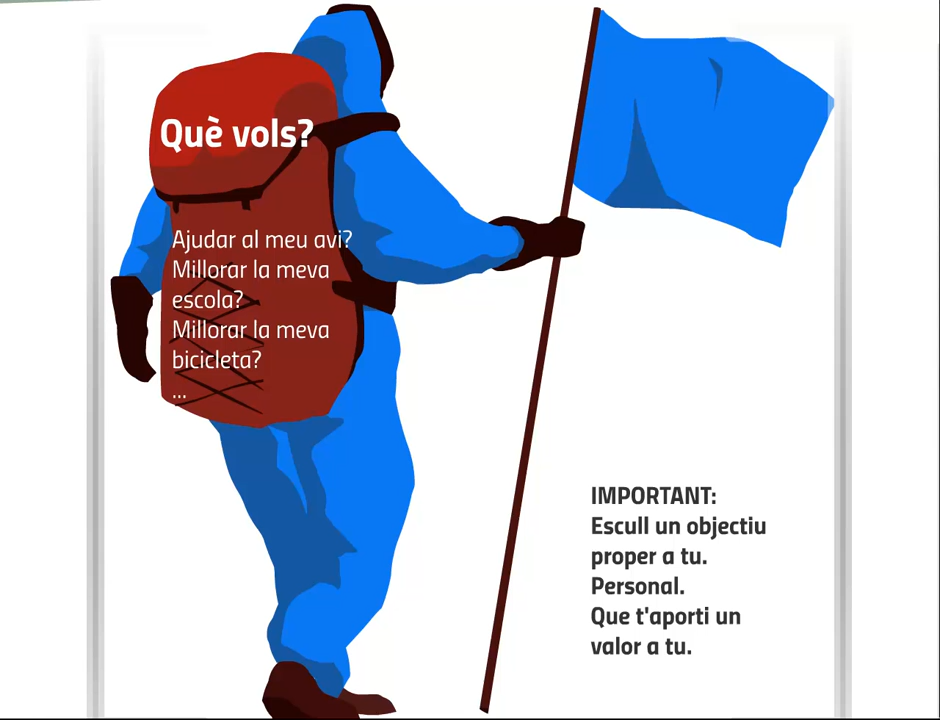 Què vols?
Ajudar al meu avi?
Millorar la meva
escola?
Millorar la meva
bicicleta?
...
IMPORTANT:
Escull un objectiu
proper a tu.
Personal.
Que t'aporti un
valor a tu.